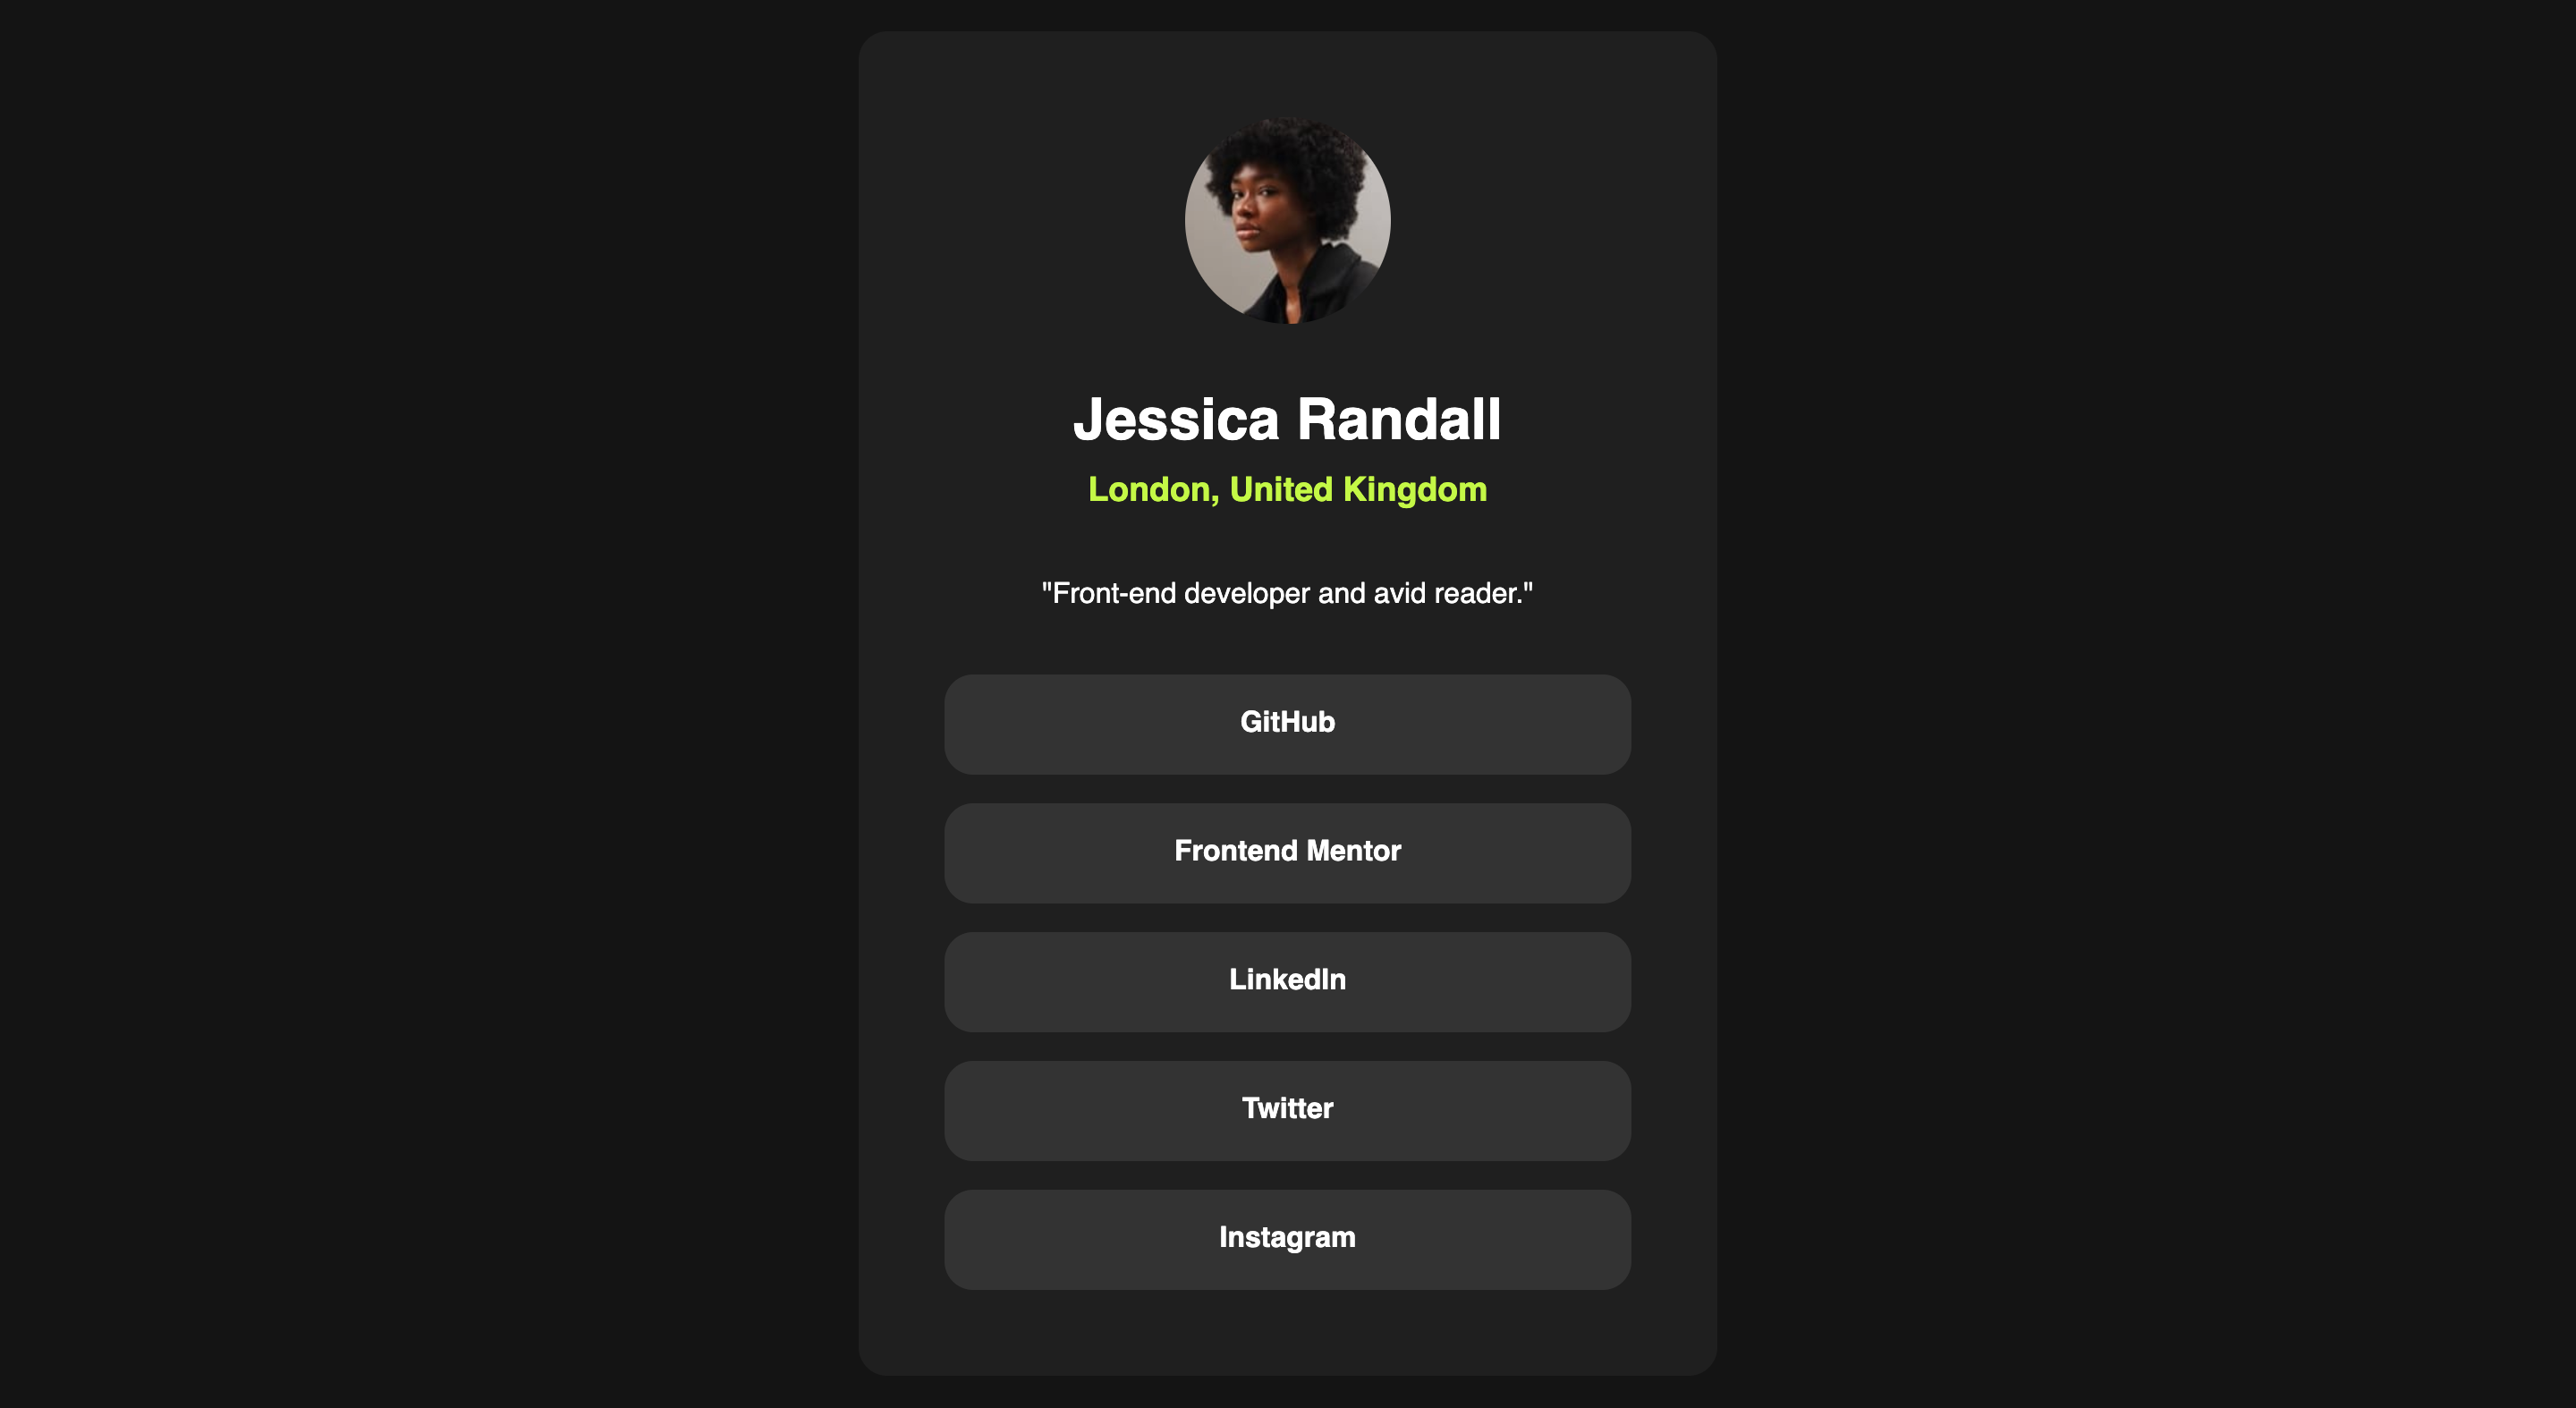 Jessica Randall
London, United Kingdom
"Front-end developer and avid reader."
GitHub
Frontend Mentor
LinkedIn
Twitter
Instagram